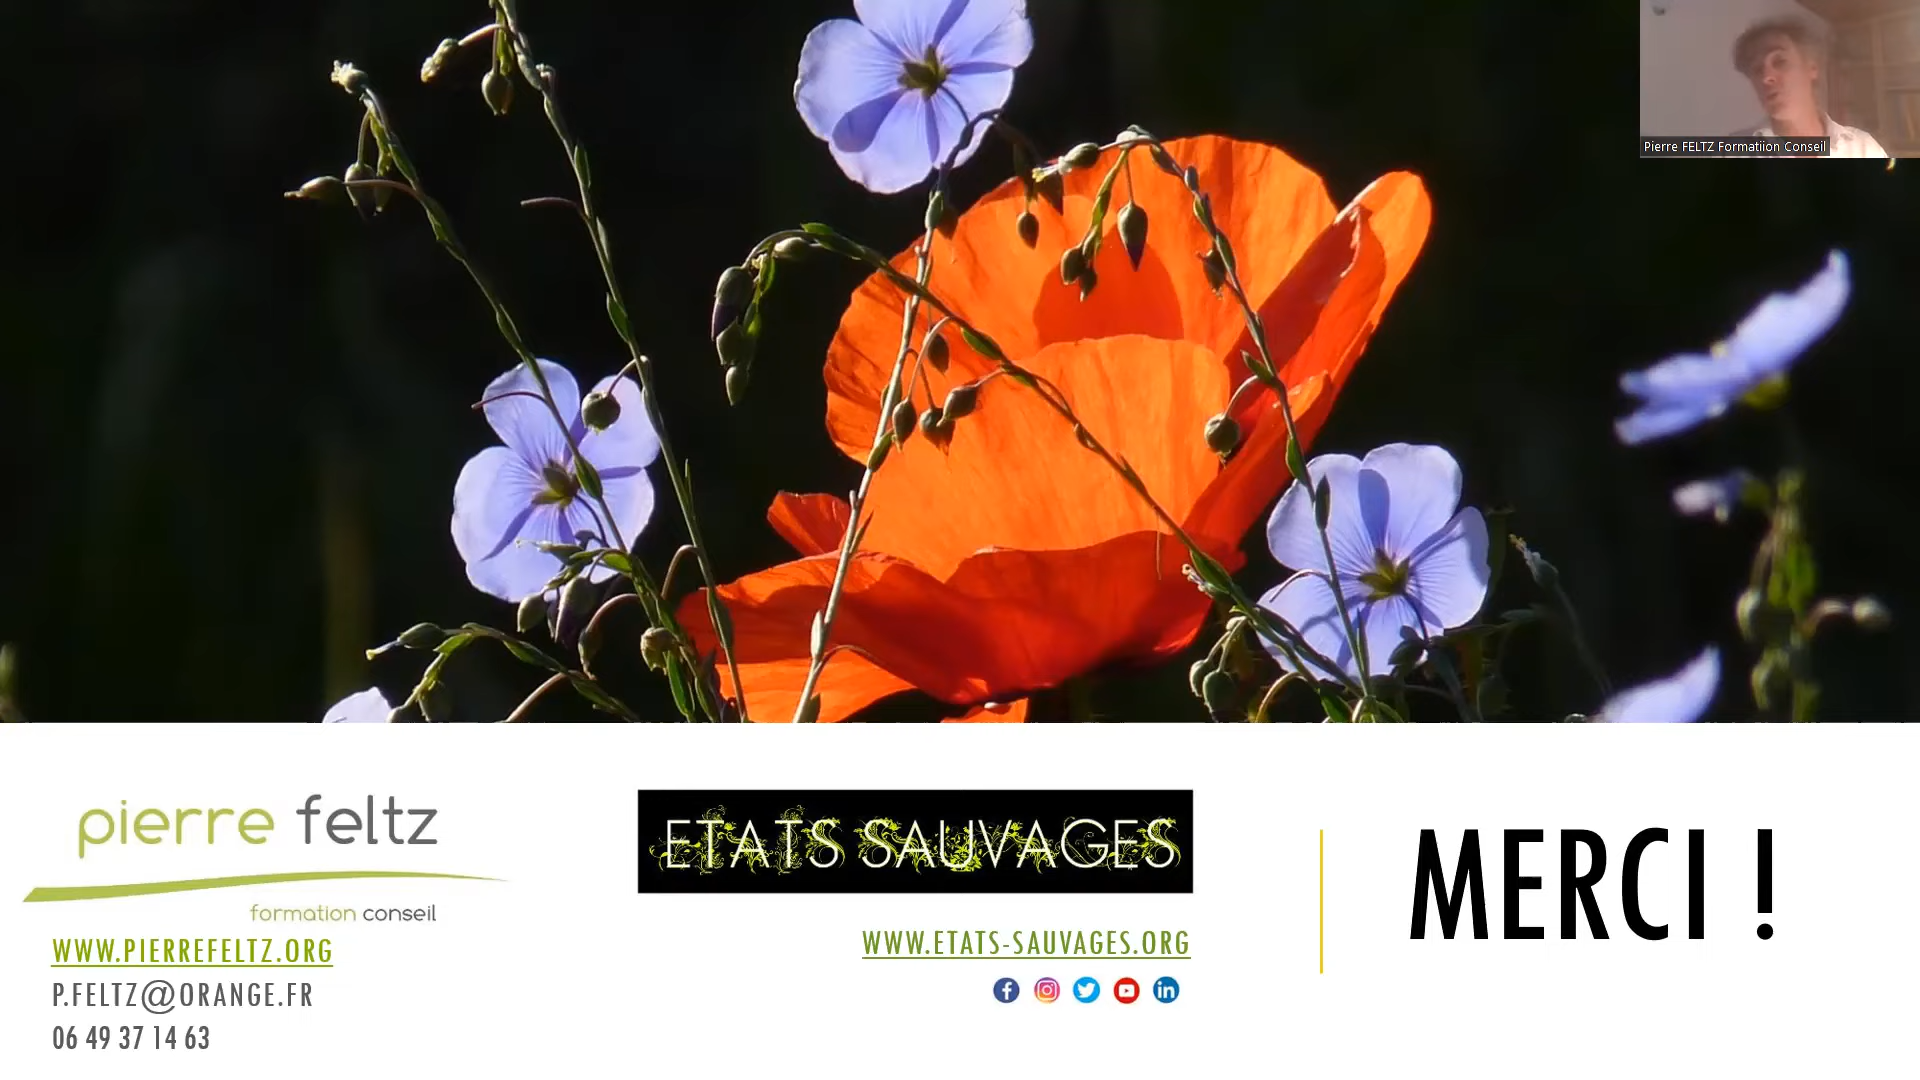 Pierre FELTZ Formatiion Conseil
pierre feltz
formation conseil
WWW.PIERREFELTZ.ORG
P.FELTZ@ORANGE.FR
06 49 37 14 63
ETATS SAUVAGES
WWW.ETATS-SAUVAGES.ORG
MERCI !